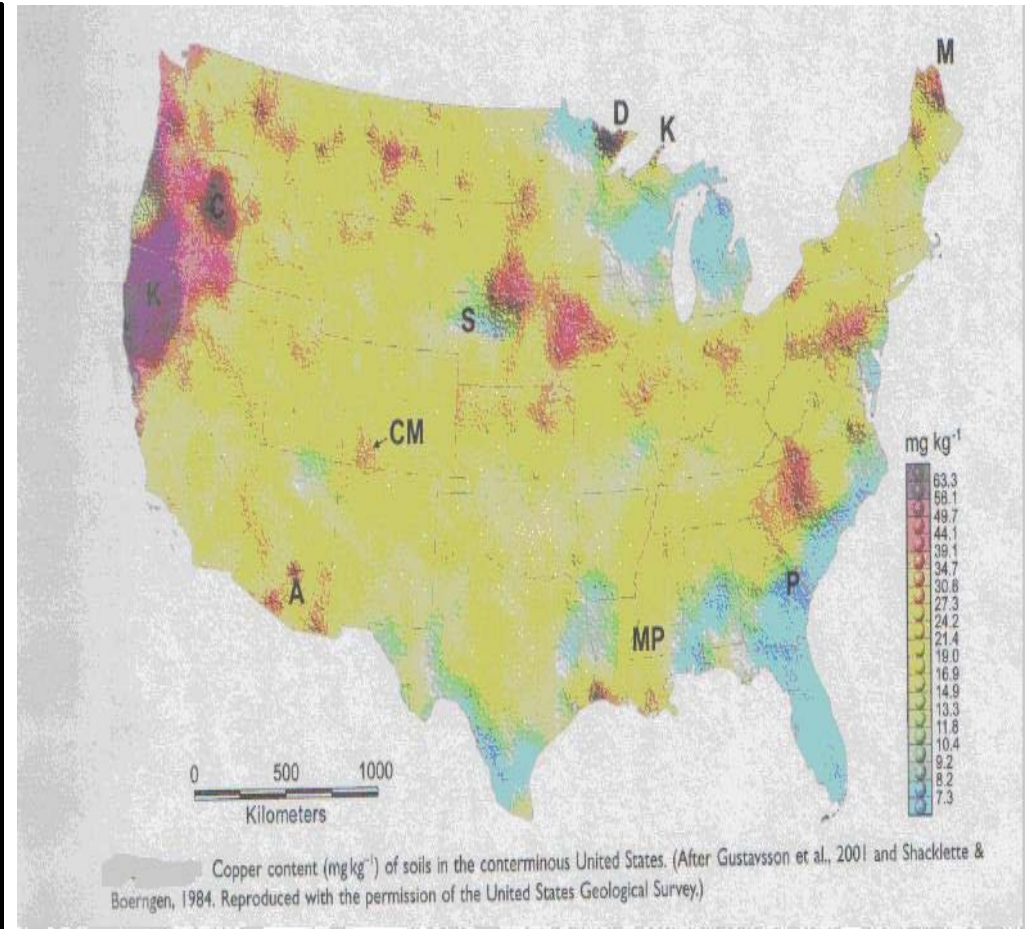 M
D
K
C
K
S
CM
A
P
MP
mg kg⁻¹
63.3
56.1
49.7
44.1
39.1
34.7
30.8
27.3
24.2
21.4
19.0
16.9
14.9
13.3
11.8
10.4
9.2
8.2
7.3
0 500 1000
Kilometers
Copper content (mg kg⁻¹) of soils in the conterminous United States. (After Gustavsson et al., 2001 and Shacklette &
Boerngen, 1984. Reproduced with the permission of the United States Geological Survey.)